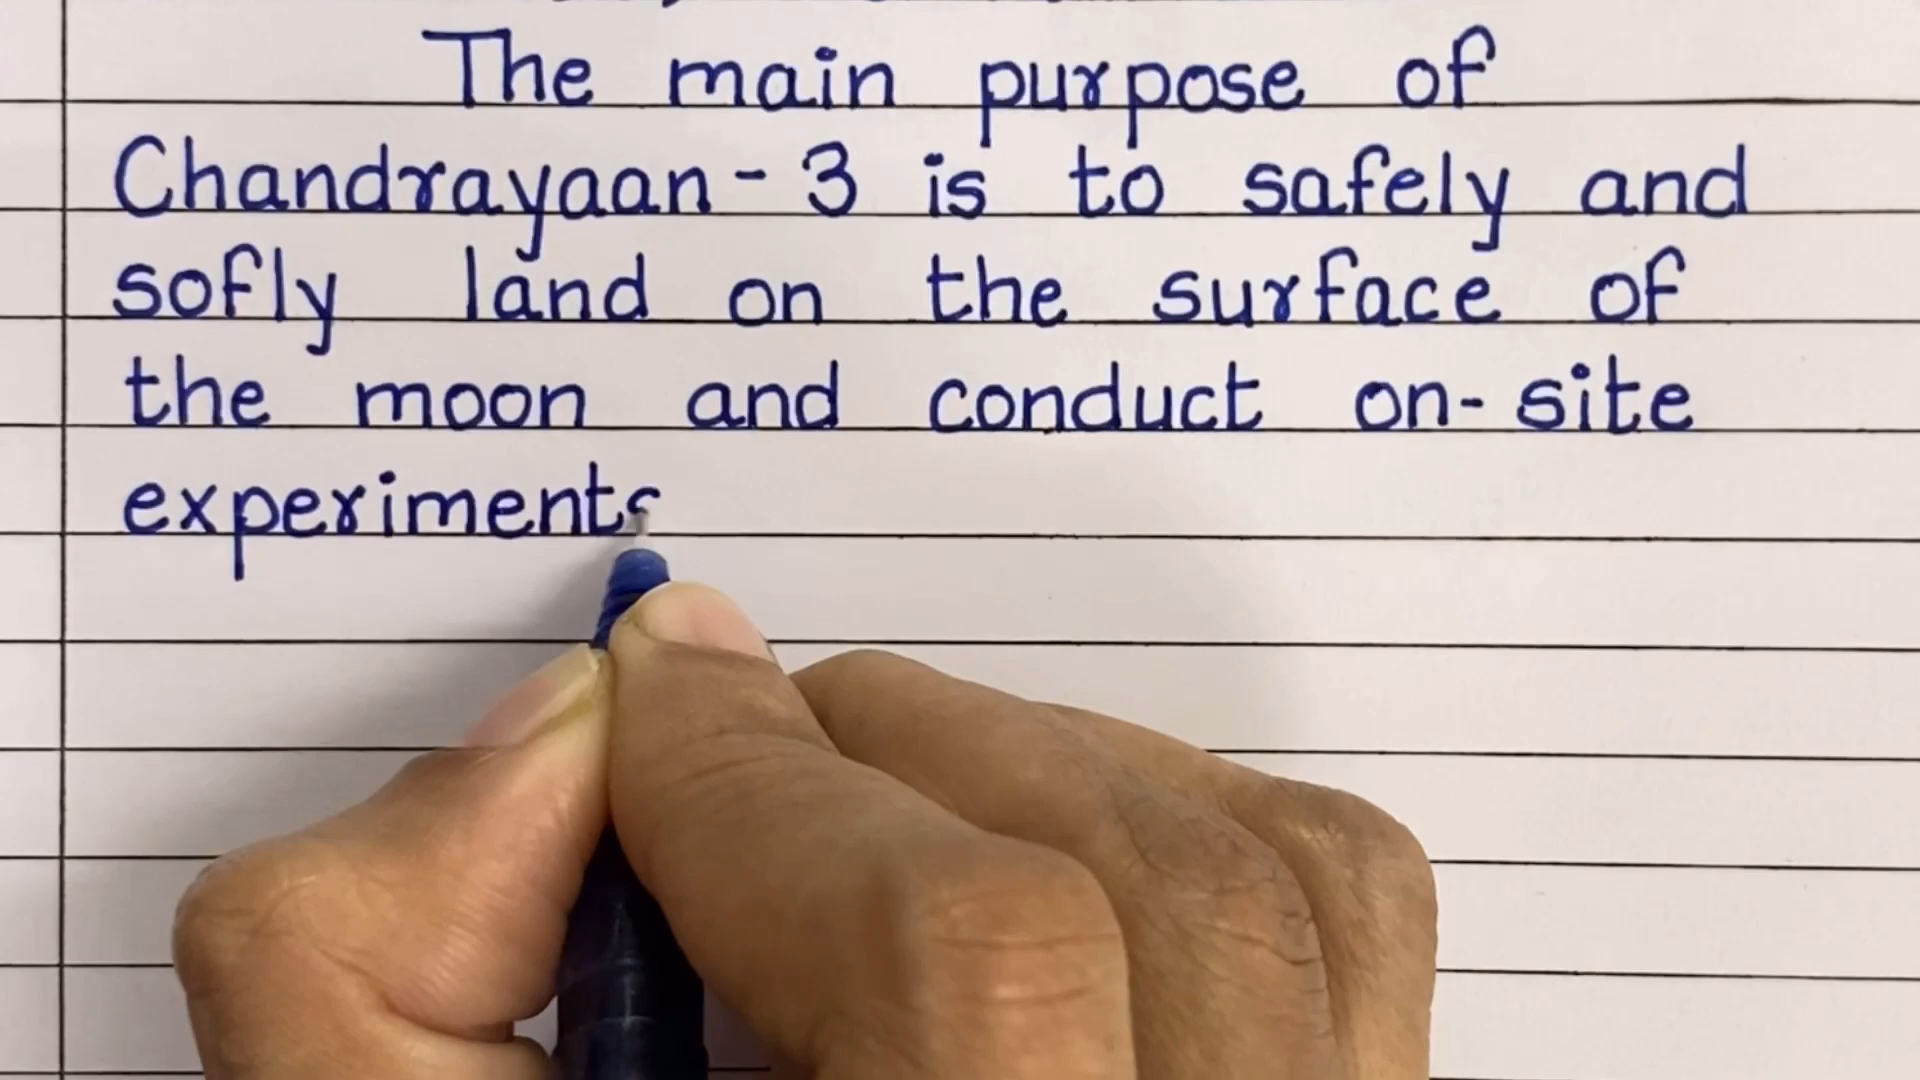 The main purpose of
Chandrayaan-3 is to safely and
sofly land on the surface of
the moon and conduct on-site
experiments